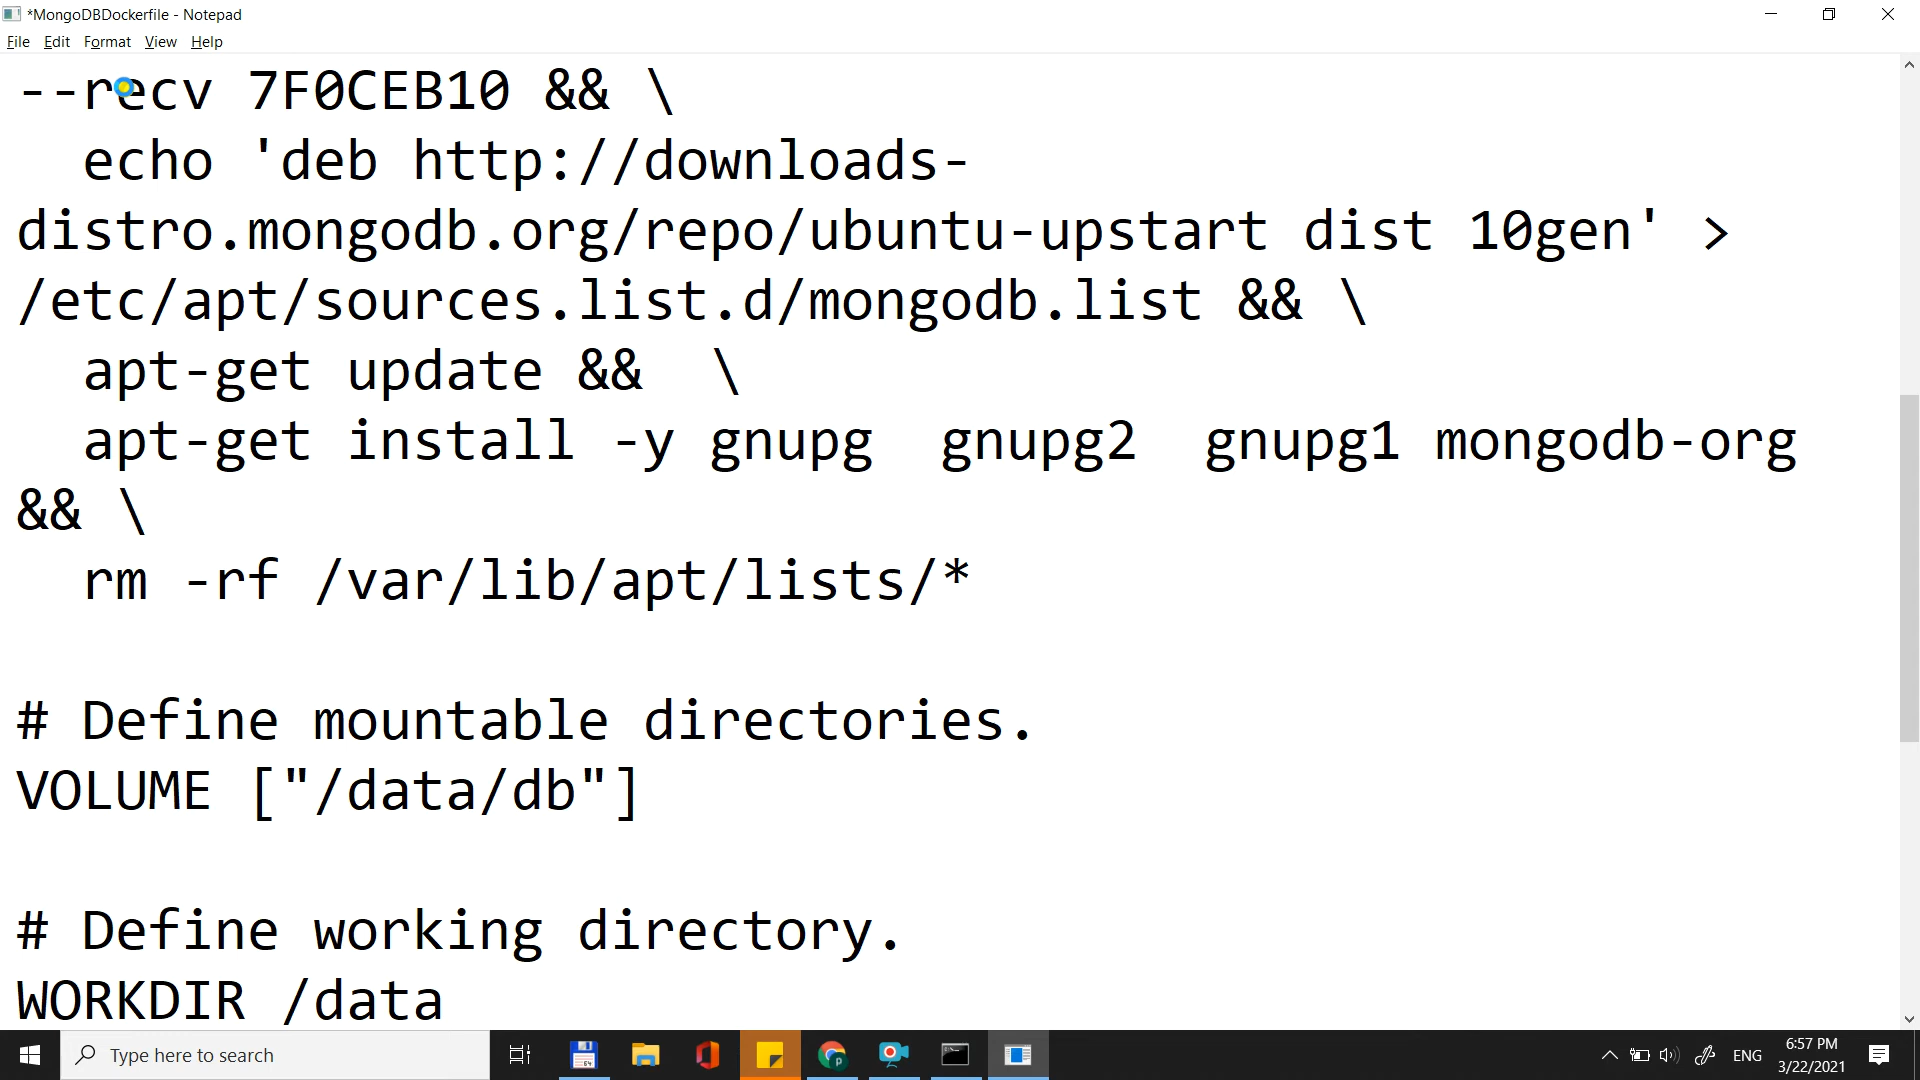 *MongoDBDockerfile - Notepad
File Edit Format View Help
--recv 7F0CEB10 && \
echo 'deb http://downloads-
distro.mongodb.org/repo/ubuntu-upstart dist 10gen' >
/etc/apt/sources.list.d/mongodb.list && \
apt-get update &&  \
apt-get install -y gnupg  gnupg2  gnupg1 mongodb-org
&& \
rm -rf /var/lib/apt/lists/*
# Define mountable directories.
VOLUME ["/data/db"]
# Define working directory.
WORKDIR /data
Type here to search
64
p
ENG
6:57 PM
3/22/2021